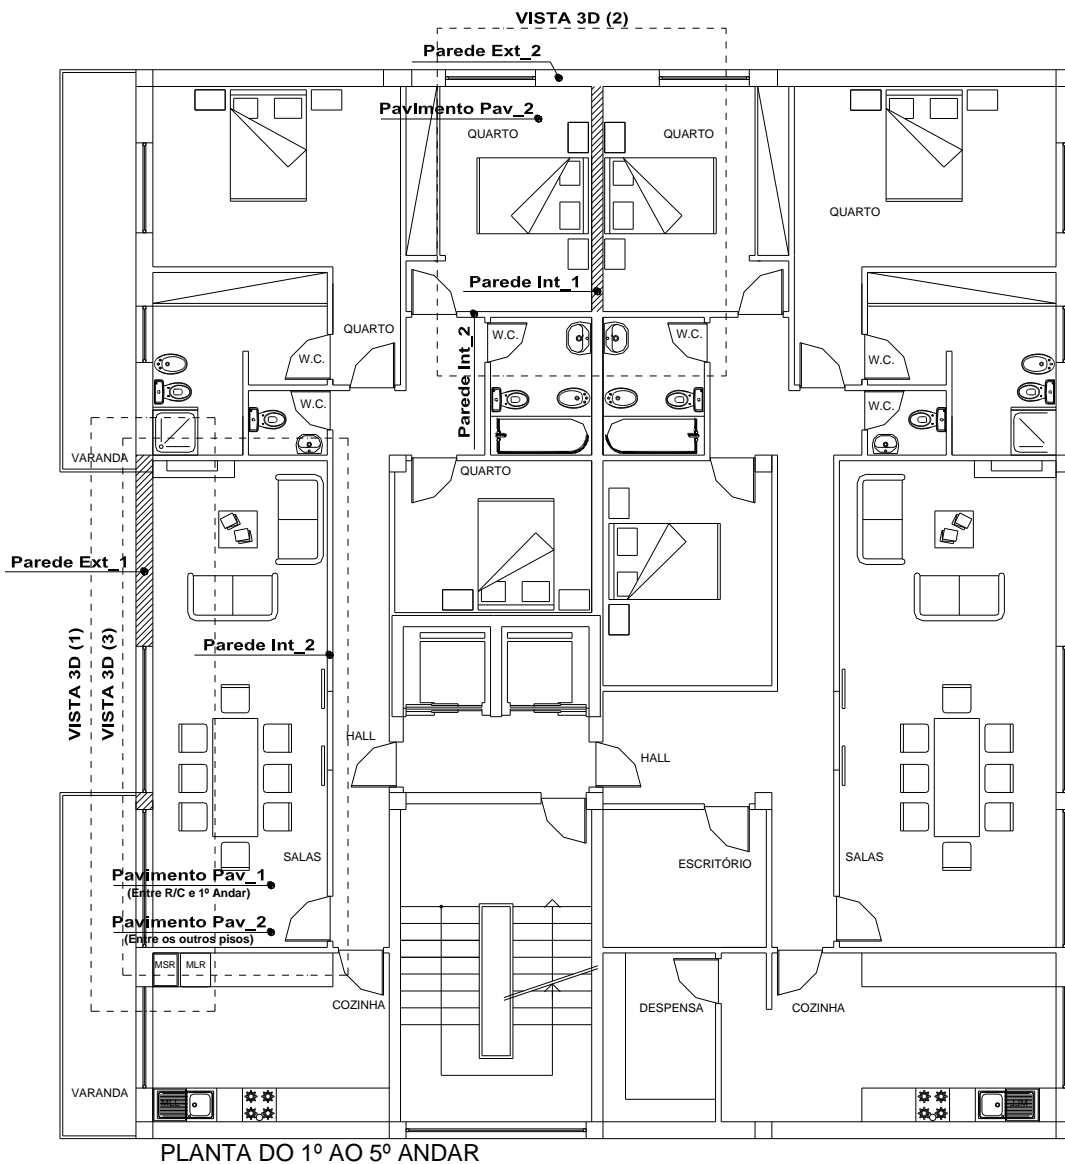 VISTA 3D (2)
Parede Ext_2
PavImento Pav_2
QUARTO
QUARTO
QUARTO
Parede Int_1
QUARTO
Parede Int_2
W.C.
W.C.
W.C.
W.C.
W.C.
W.C.
VARANDA
QUARTO
Parede Ext_1
VISTA 3D (1)
VISTA 3D (3)
Parede Int_2
HALL
HALL
SALAS
ESCRITÓRIO
SALAS
Pavimento Pav_1
(Entre R/C e 1º Andar)
Pavimento Pav_2
(Entre os outros pisos)
MSR
MLR
COZINHA
DESPENSA
COZINHA
VARANDA
MLL
PLANTA DO 1º AO 5º ANDAR